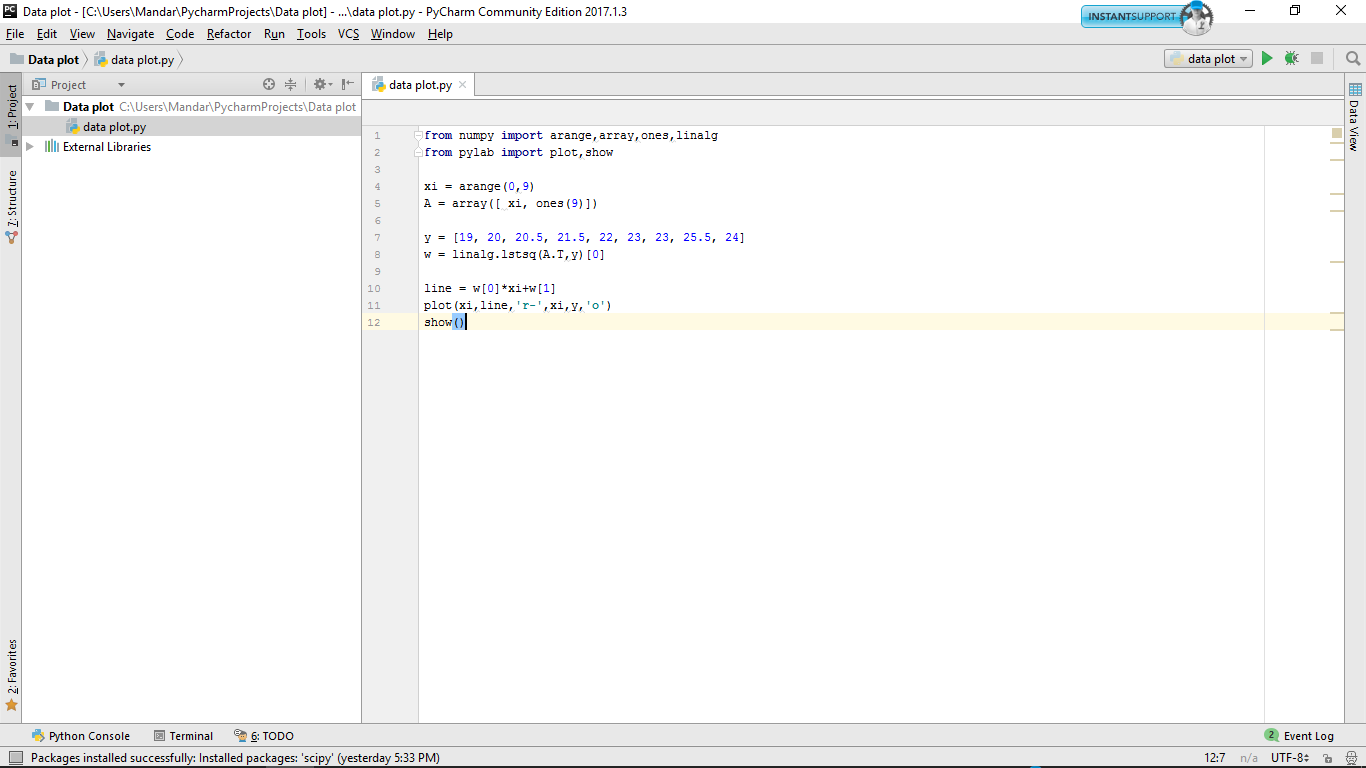 PC Data plot - [C:\Users\Mandar\PycharmProjects\Data plot] - ...\data plot.py - PyCharm Community Edition 2017.1.3
INSTANTSUPPORT
File Edit View Navigate Code Refactor Run Tools VCS Window Help
Data plot data plot.py
data plot
1: Project
7: Structure
2: Favorites
Project
Data plot C:\Users\Mandar\PycharmProjects\Data plot
data plot.py
External Libraries
data plot.py
1 from numpy import arange,array,ones,linalg
2 from pylab import plot,show
3
4 xi = arange(0,9)
5 A = array([ xi, ones(9)])
6
7 y = [19, 20, 20.5, 21.5, 22, 23, 23, 25.5, 24]
8 w = linalg.lstsq(A.T,y)[0]
9
10 line = w[0]*xi+w[1]
11 plot(xi,line,'r-',xi,y,'o')
12 show()
Data View
Python Console Terminal 6: TODO
2 Event Log
Packages installed successfully: Installed packages: 'scipy' (yesterday 5:33 PM)
12:7 n/a UTF-8